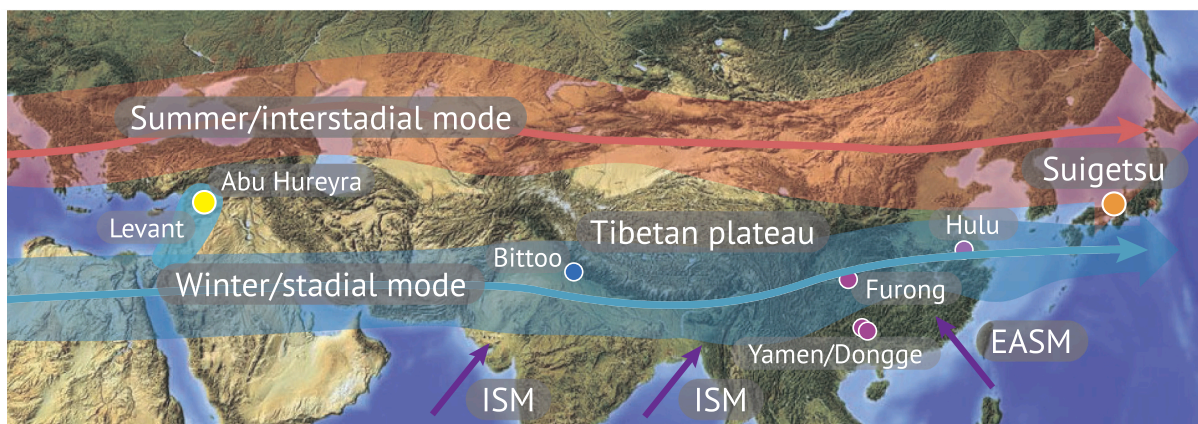 Summer/interstadial mode
Suigetsu
Abu Hureyra
Levant
Hulu
Tibetan plateau
Bittoo
Winter/stadial mode
Furong
EASM
Yamen/Dongge
ISM
ISM